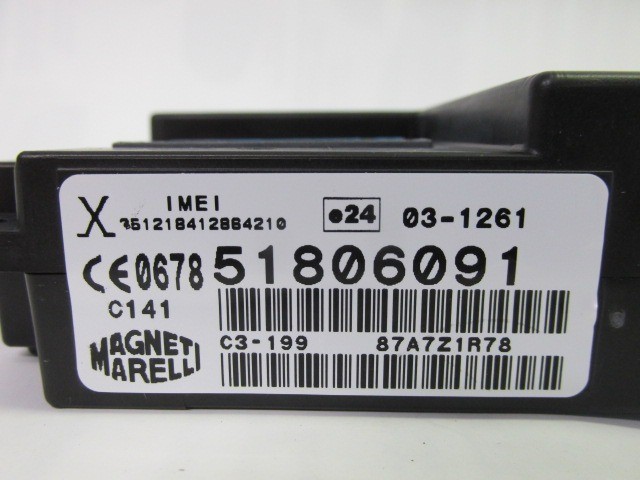 X IMEI e24 03-1261
351218412864210
CE0678 51806091
C141
C3-199 87A7Z1R78
MAGNETI
MARELLI